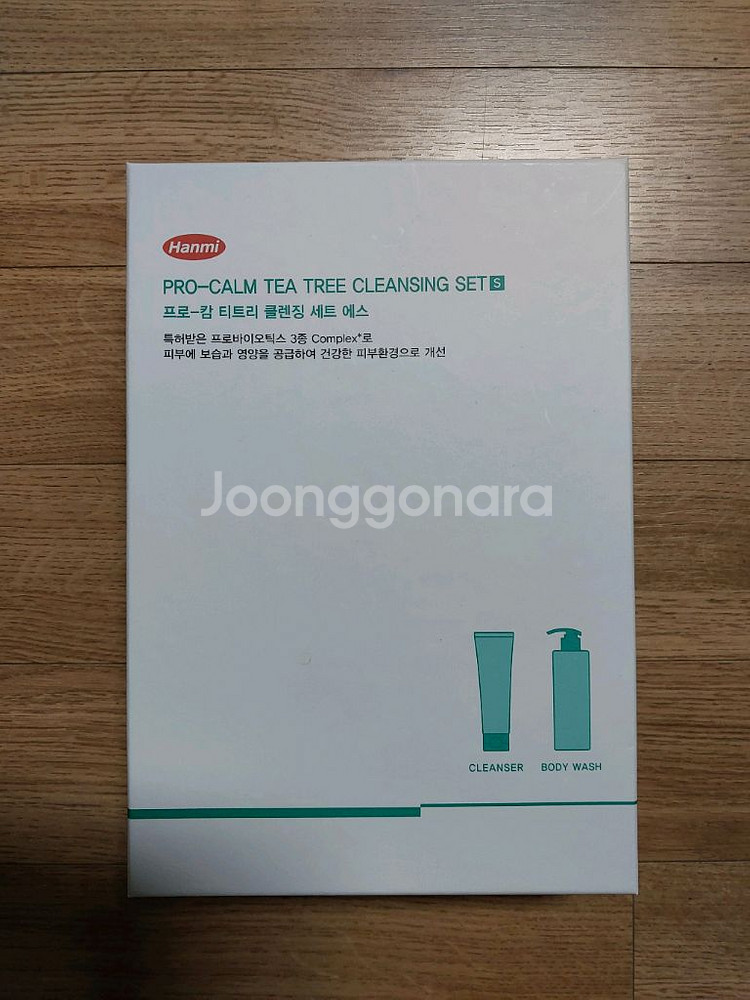 Hanmi
PRO-CALM TEA TREE CLEANSING SET S
프로-캄 티트리 클렌징 세트 에스
특허받은 프로바이오틱스 3종 Complex*로
피부에 보습과 영양을 공급하여 건강한 피부환경으로 개선
Joonggonara
CLEANSER BODY WASH